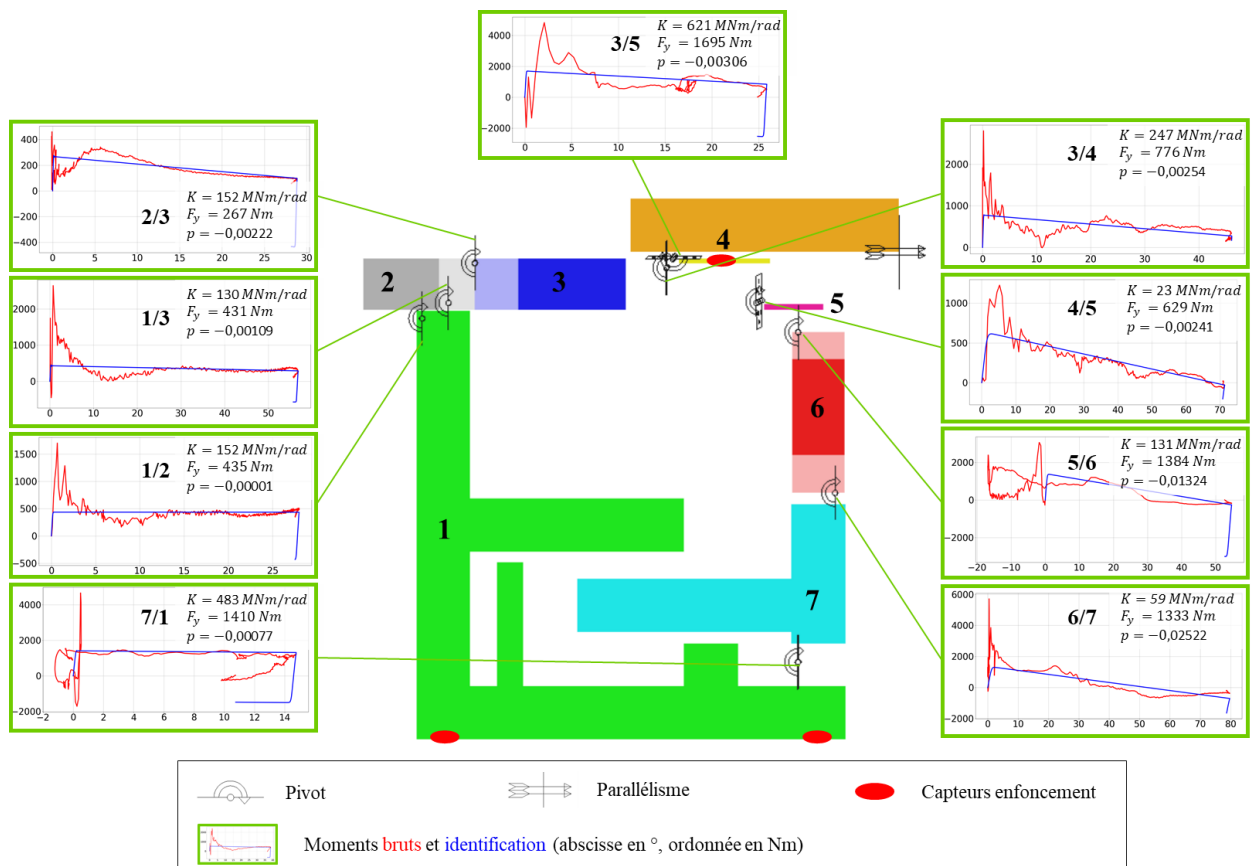 3/5
K = 621 MNm/rad
F_y = 1695 Nm
p = −0,00306
4000
2000
0
−2000
0 5 10 15 20 25
2/3
K = 152 MNm/rad
F_y = 267 Nm
p = −0,00222
400
200
0
−200
−400
0 5 10 15 20 25 30
1/3
K = 130 MNm/rad
F_y = 431 Nm
p = −0,00109
2000
1000
0
0 10 20 30 40 50
1/2
K = 152 MNm/rad
F_y = 435 Nm
p = −0,00001
1500
1000
500
0
−500
0 5 10 15 20 25
7/1
K = 483 MNm/rad
F_y = 1410 Nm
p = −0,00077
4000
2000
0
−2000
−2 0 2 4 6 8 10 12 14
3/4
K = 247 MNm/rad
F_y = 776 Nm
p = −0,00254
2000
1000
0
0 10 20 30 40
4/5
K = 23 MNm/rad
F_y = 629 Nm
p = −0,00241
1000
500
0
0 10 20 30 40 50 60 70
5/6
K = 131 MNm/rad
F_y = 1384 Nm
p = −0,01324
2000
0
−2000
−20 −10 0 10 20 30 40 50
6/7
K = 59 MNm/rad
F_y = 1333 Nm
p = −0,02522
6000
4000
2000
0
−2000
0 10 20 30 40 50 60 70 80
4
2
3
5
6
1
7
Pivot
Parallélisme
Capteurs enfoncement
Moments bruts et identification (abscisse en °, ordonnée en Nm)